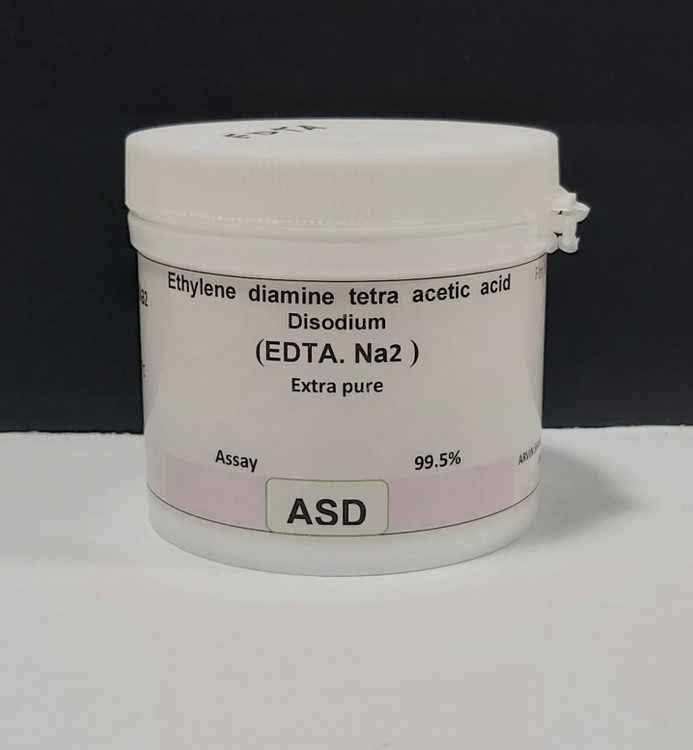 EDTA
Ethylene diamine tetra acetic acid
Disodium
(EDTA. Na2 )
Extra pure
Assay 99.5%
ASD